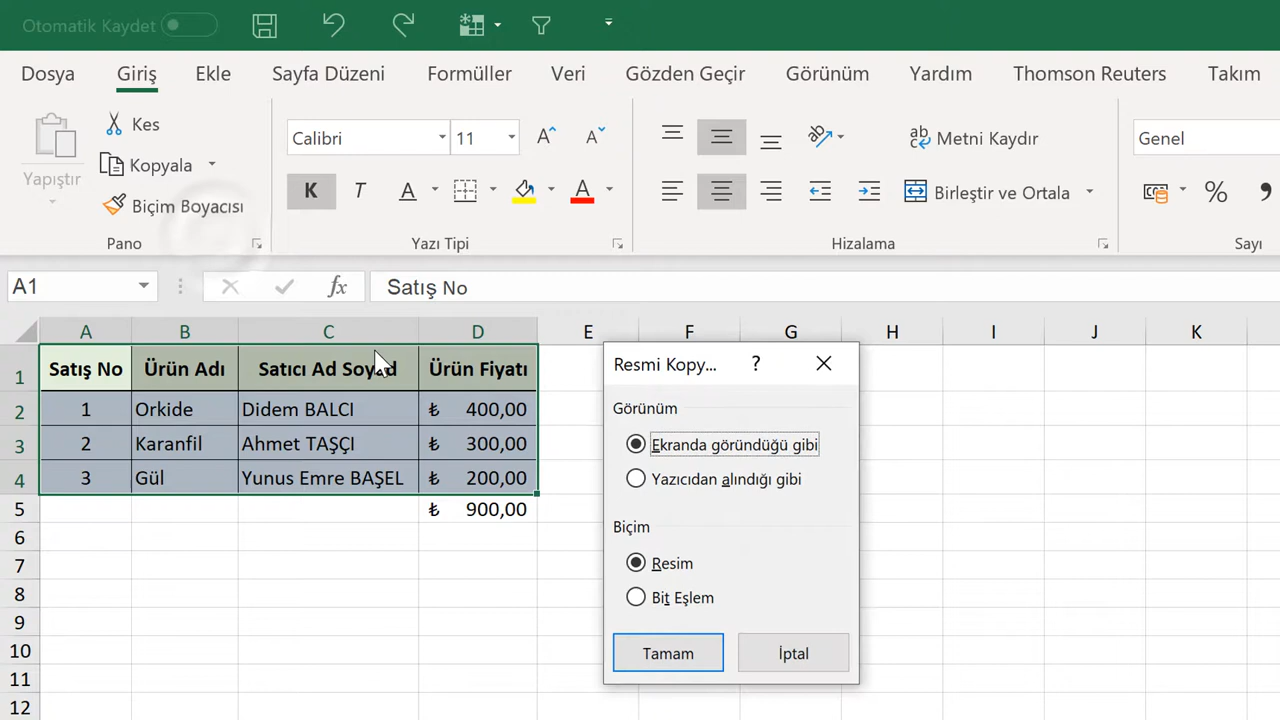 Otomatik Kaydet
Dosya Giriş Ekle Sayfa Düzeni Formüller Veri Gözden Geçir Görünüm Yardım Thomson Reuters Takım
Yapıştır
Kes
Kopyala
Biçim Boyacısı
Pano
Calibri 11
K T A A
Yazı Tipi
ab Metni Kaydır
Birleştir ve Ortala
Hizalama
Genel
%
Sayı
A1 fx Satış No
A B C D E F G H I J K
1 Satış No Ürün Adı Satıcı Ad Soyad Ürün Fiyatı
2 1 Orkide Didem BALCI ₺ 400,00
3 2 Karanfil Ahmet TAŞÇI ₺ 300,00
4 3 Gül Yunus Emre BAŞEL ₺ 200,00
5 ₺ 900,00
6
7
8
9
10
11
12
Resmi Kopy... ?
Görünüm
Ekranda göründüğü gibi
Yazıcıdan alındığı gibi
Biçim
Resim
Bit Eşlem
Tamam İptal